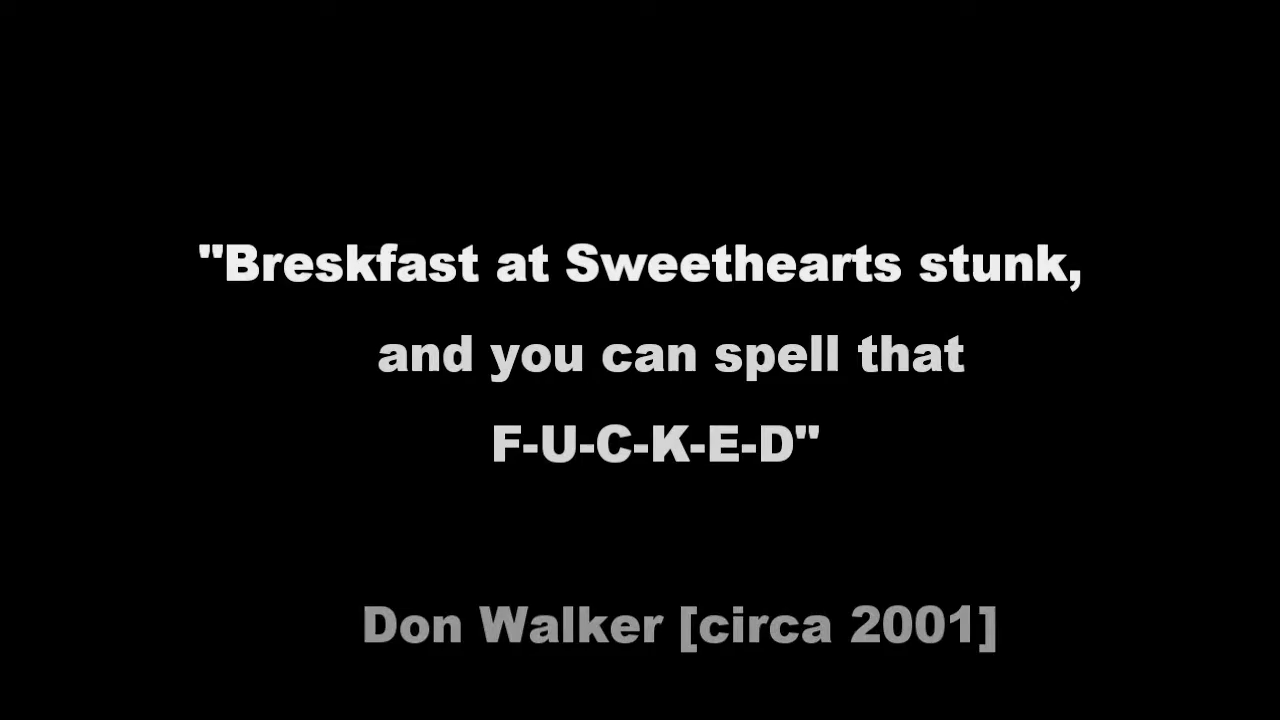 "Breskfast at Sweethearts stunk,
and you can spell that
F-U-C-K-E-D"
Don Walker [circa 2001]